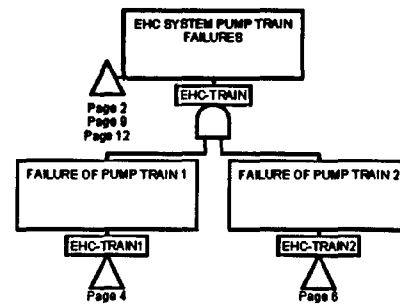 EHC SYSTEM PUMP TRAIN
FAILURES
EHC-TRAIN
Page 2
Page 9
Page 12
FAILURE OF PUMP TRAIN 1
FAILURE OF PUMP TRAIN 2
EHC-TRAIN1
EHC-TRAIN2
Page 4
Page 6